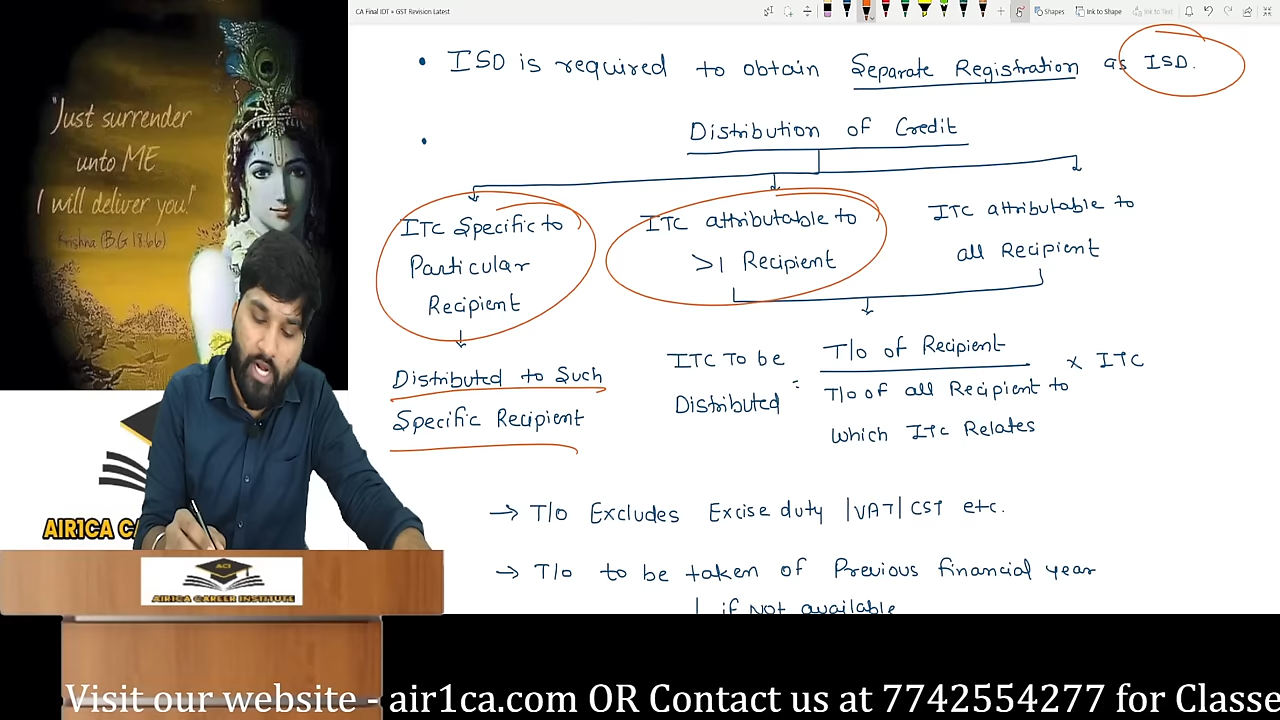 CA Final IDT + GST Revision Latest
Shapes
Ink to Shape
Ink to Text
• ISD is required to obtain Separate Registration as ISD.
• Distribution of Credit
ITC Specific to
Particular
Recipient
ITC attributable to
>1 Recipient
ITC attributable to
all Recipient
Distributed to Such
Specific Recipient
ITC To be
Distributed
=
T/o of Recipient
T/o of all Recipient to
Which ITC Relates
x ITC
→ T/o Excludes Excise duty |VAT| CST etc.
→ T/o to be taken of Previous financial year
if Not available
"Just surrender
unto ME
I will deliver you!"
Krishna (B.G 18:66)
AIR1CA CA
ACI
AIR1CA CAREER INSTITUTE
Visit our website - air1ca.com OR Contact us at 7742554277 for Classe